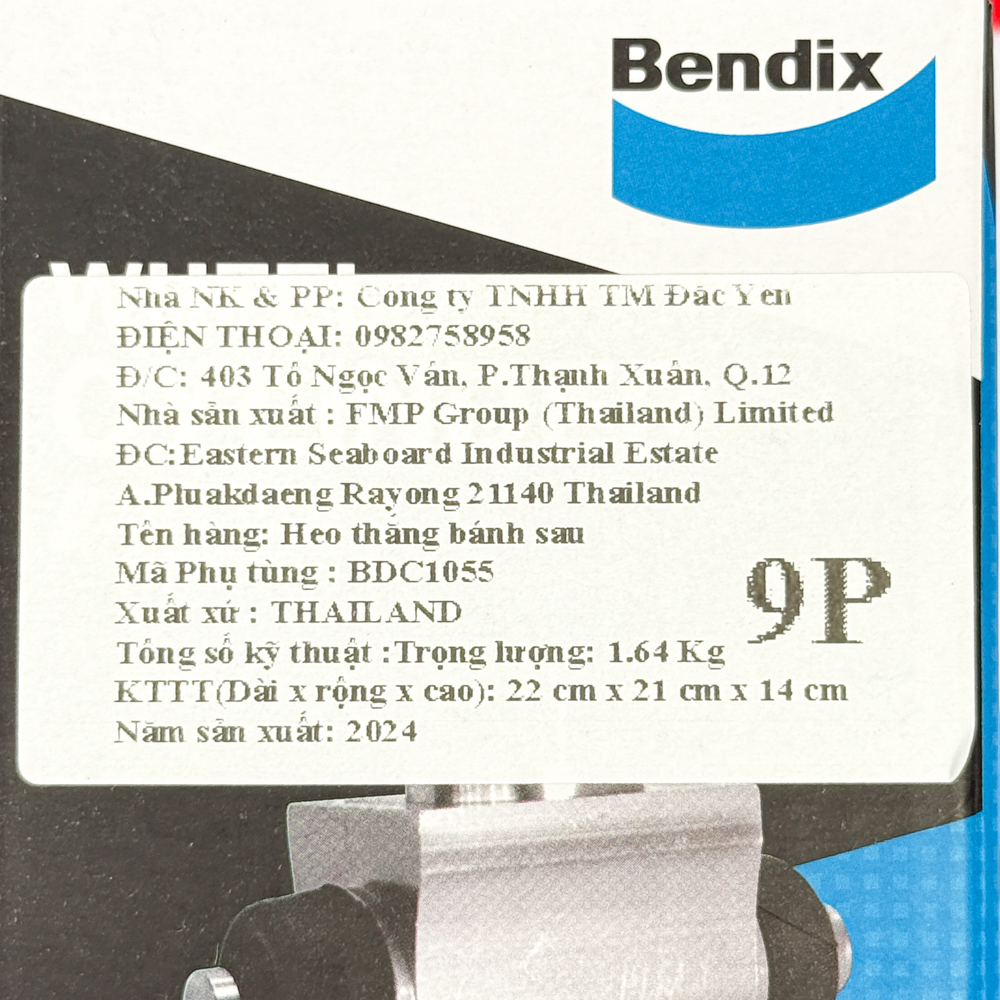 Bendix
Nhà NK & PP: Công ty TNHH TM Đắc Yến
ĐIỆN THOẠI: 0982758958
Đ/C: 403 Tô Ngọc Vân, P.Thạnh Xuân, Q.12
Nhà sản xuất : FMP Group (Thailand) Limited
ĐC:Eastern Seaboard Industrial Estate
A.Pluakdaeng Rayong 21140 Thailand
Tên hàng: Heo thắng bánh sau
Mã Phụ tùng : BDC1055
9P
Xuất xứ : THAILAND
Tông số kỹ thuật :Trọng lượng: 1.64 Kg
KTTT(Dài x rộng x cao): 22 cm x 21 cm x 14 cm
Năm sản xuất: 2024